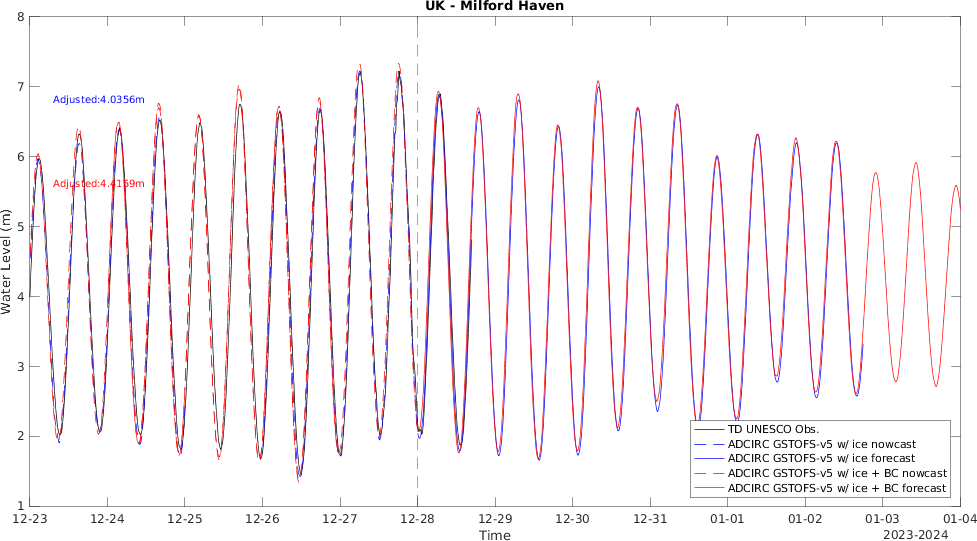 UK - Milford Haven
8
7
6
5
4
3
2
1
Water Level (m)
Adjusted:4.0356m
Adjusted:4.4159m
TD UNESCO Obs.
ADCIRC GSTOFS-v5 w/ ice nowcast
ADCIRC GSTOFS-v5 w/ ice forecast
ADCIRC GSTOFS-v5 w/ ice + BC nowcast
ADCIRC GSTOFS-v5 w/ ice + BC forecast
12-23 12-24 12-25 12-26 12-27 12-28 12-29 12-30 12-31 01-01 01-02 01-03 01-04
Time
2023-2024